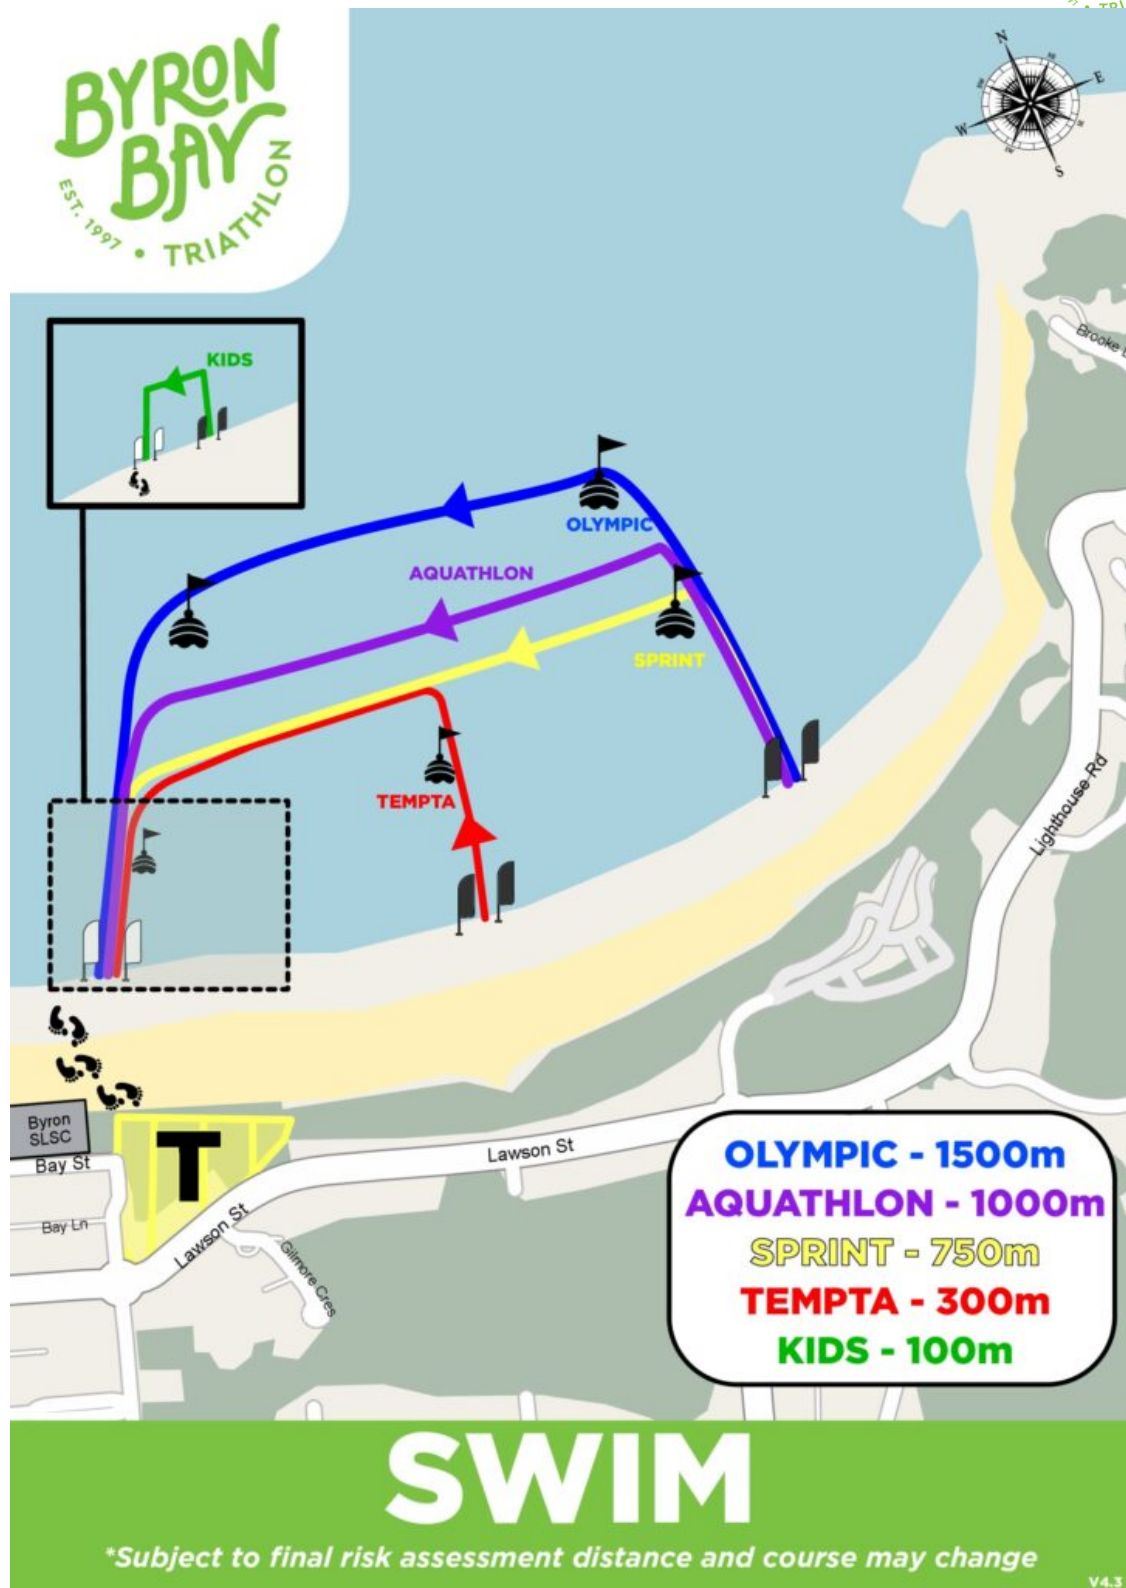 BYRON
BAY
EST. 1997 • TRIATHLON
N
E
S
W
KIDS
OLYMPIC
AQUATHLON
SPRINT
TEMPTA
Lighthouse Rd
Byron
SLSC
Bay St
T
Lawson St
Bay Ln
Lawson St
Gilmore Cres
OLYMPIC - 1500m
AQUATHLON - 1000m
SPRINT - 750m
TEMPTA - 300m
KIDS - 100m
SWIM
*Subject to final risk assessment distance and course may change
V4.3